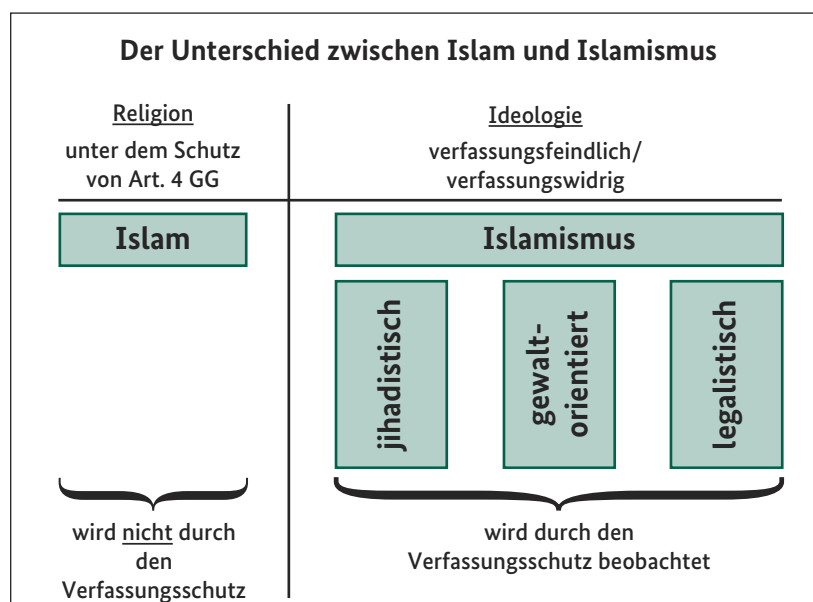 Der Unterschied zwischen Islam und Islamismus
Religion
unter dem Schutz
von Art. 4 GG
Ideologie
verfassungsfeindlich/
verfassungswidrig
Islam
Islamismus
jihadistisch
gewalt-
orientiert
legalistisch
wird nicht durch
den
Verfassungsschutz
wird durch den
Verfassungsschutz beobachtet